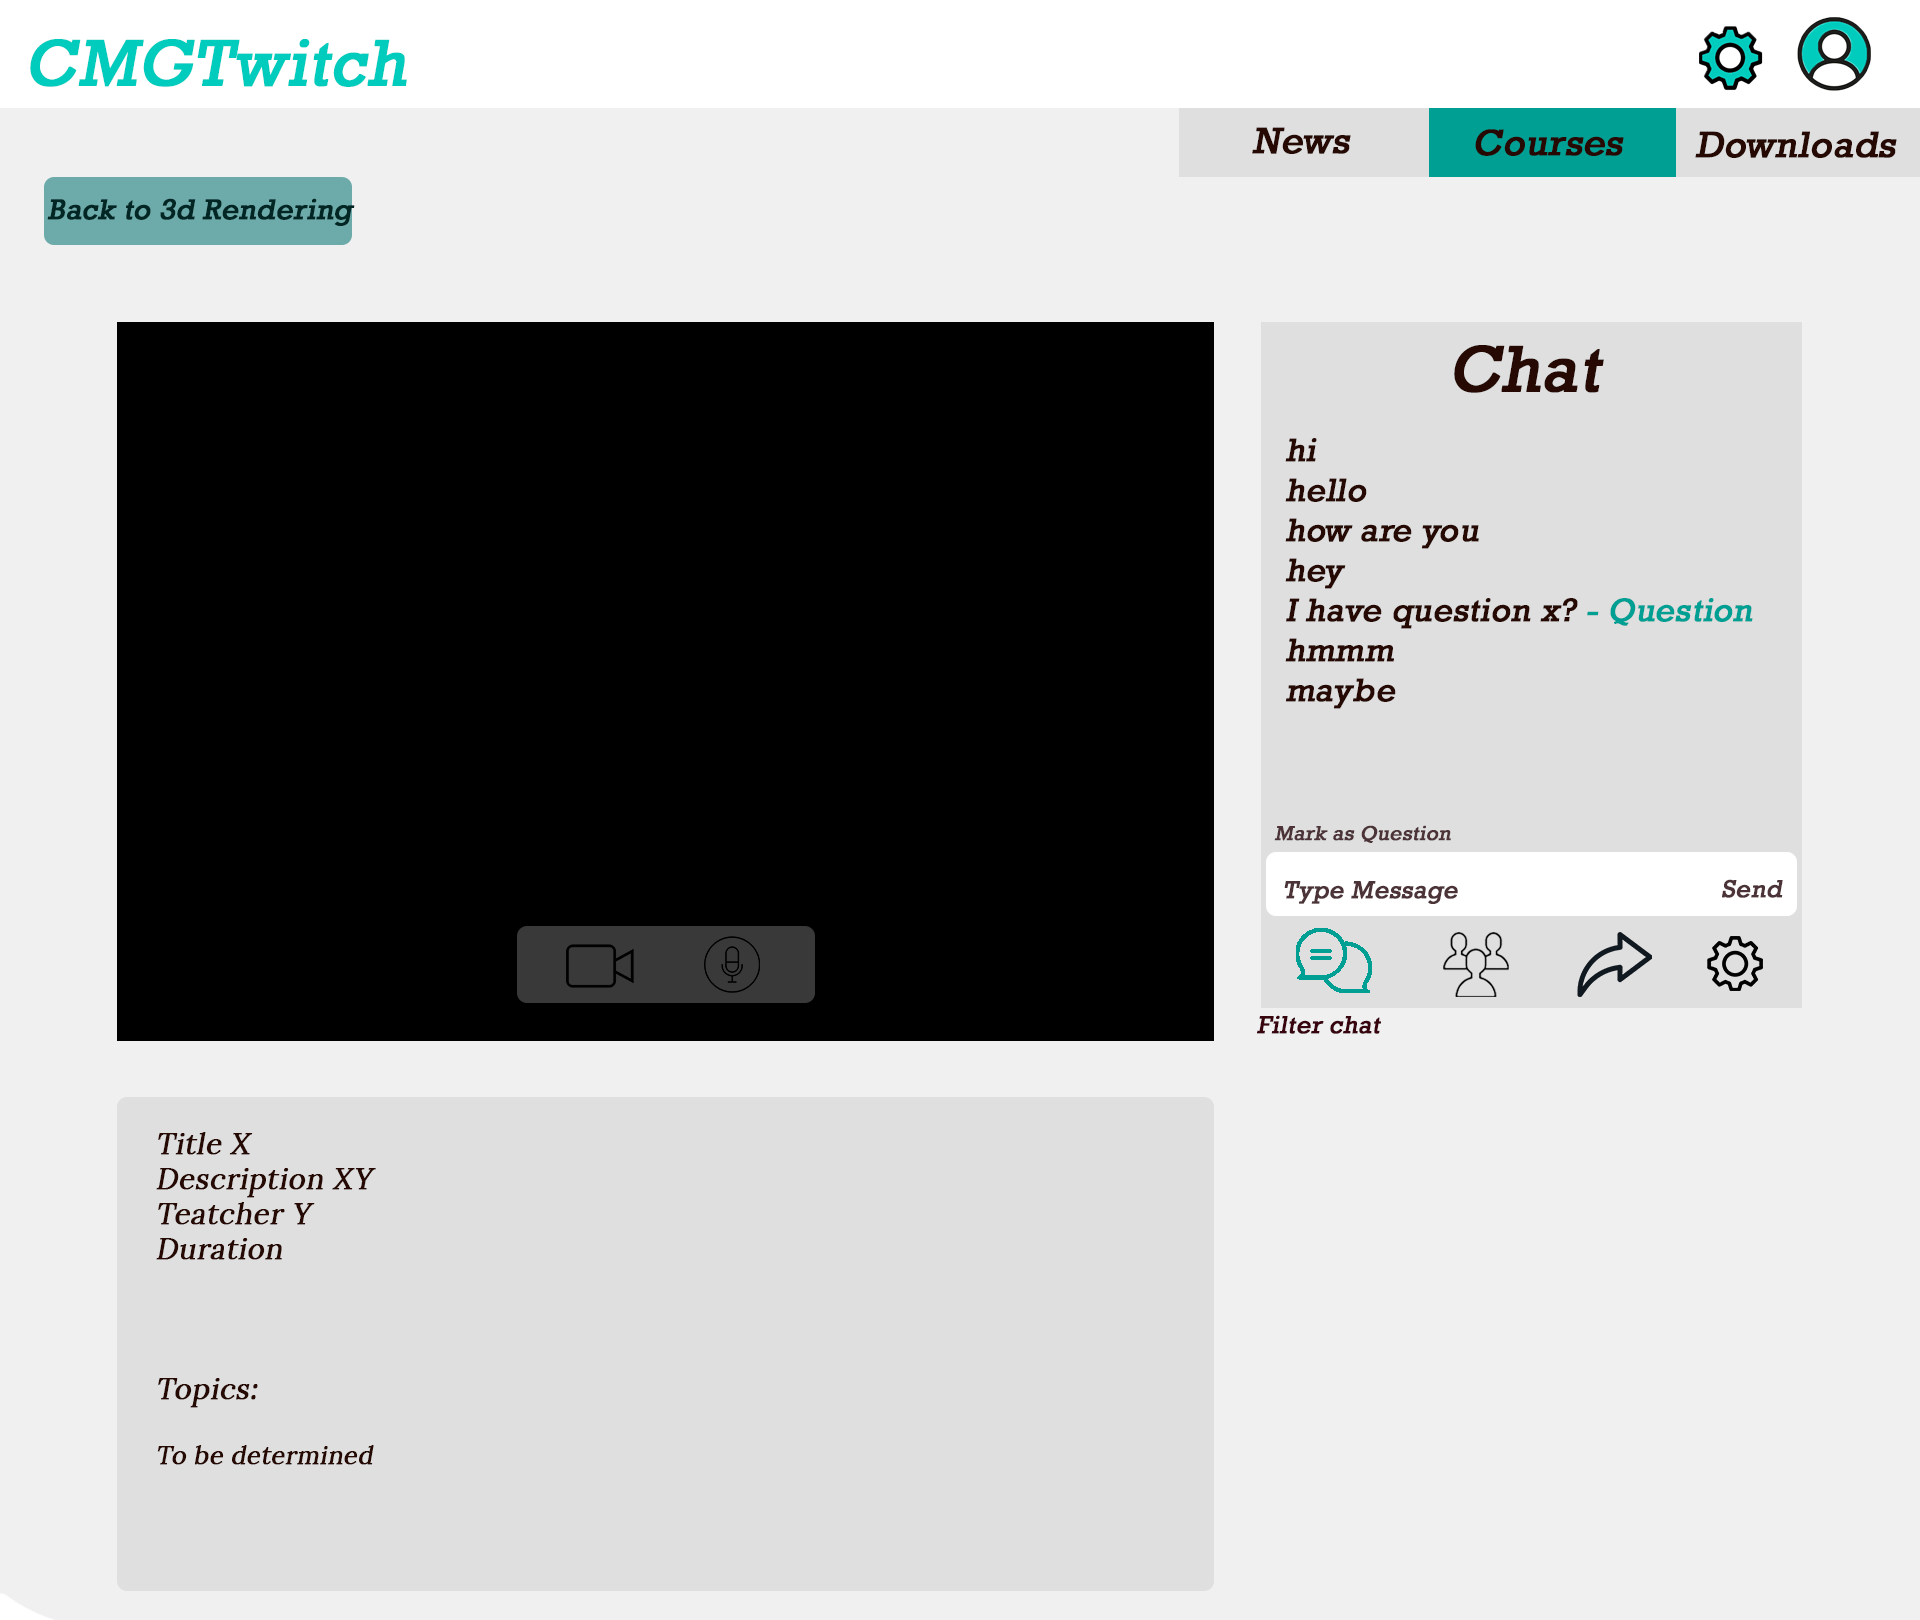 CMGTwitch
News
Courses
Downloads
Back to 3d Rendering
Chat
hi
hello
how are you
hey
I have question x? - Question
hmmm
maybe
Mark as Question
Type Message
Send
Filter chat
Title X
Description XY
Teatcher Y
Duration
Topics:
To be determined